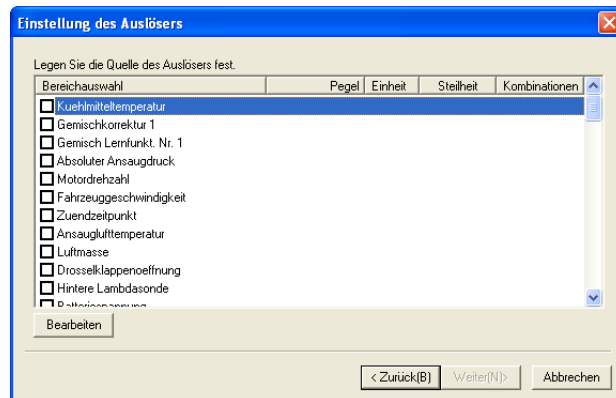 Einstellung des Auslösers
Legen Sie die Quelle des Auslösers fest.
Bereichauswahl Pegel Einheit Steilheit Kombinationen
Kuehlmitteltemperatur
Gemischkorrektur 1
Gemisch Lernfunkt. Nr. 1
Absoluter Ansaugdruck
Motordrehzahl
Fahrzeuggeschwindigkeit
Zuendzeitpunkt
Ansauglufttemperatur
Luftmasse
Drosselklappenoeffnung
Hintere Lambdasonde
Batteriespannung
Bearbeiten
< Zurück(B) Weiter(N)> Abbrechen